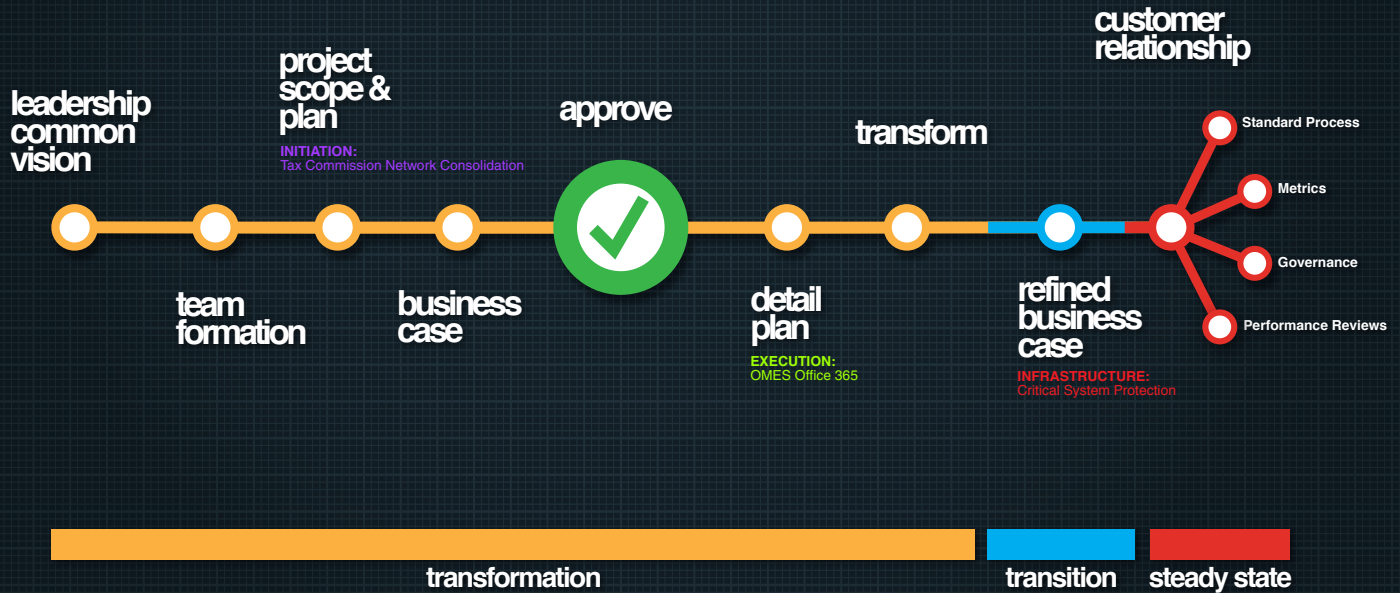 leadership
common
vision
team
formation
project
scope &
plan
INITIATION:
Tax Commission Network Consolidation
business
case
approve
detail
plan
EXECUTION:
OMES Office 365
transform
refined
business
case
INFRASTRUCTURE:
Critical System Protection
customer
relationship
Standard Process
Metrics
Governance
Performance Reviews
transformation
transition
steady state